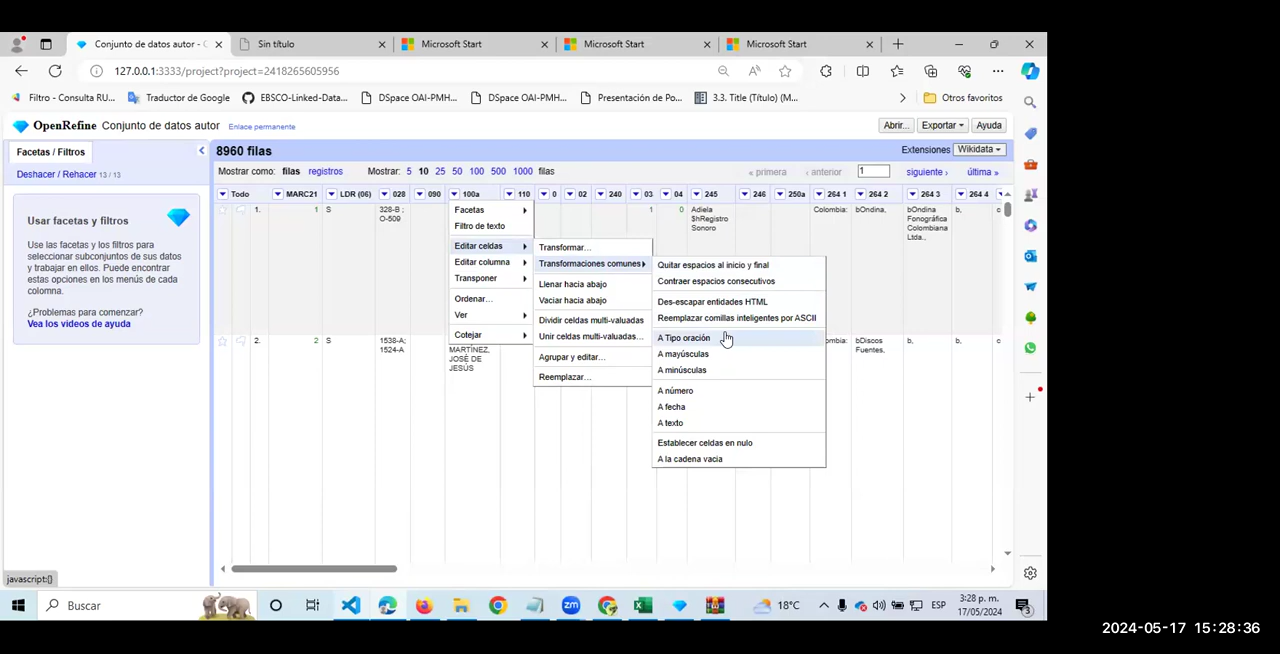 Conjunto de datos autor - C
Sin título
Microsoft Start
Microsoft Start
Microsoft Start
127.0.0.1:3333/project?project=2418265605956
Filtro - Consulta RU...
Traductor de Google
EBSCO-Linked-Data...
DSpace OAI-PMH...
DSpace OAI-PMH...
Presentación de Po...
3.3. Title (Título) (M...
Otros favoritos
OpenRefine Conjunto de datos autor Enlace permanente
Abrir... Exportar Ayuda
Facetas / Filtros
8960 filas
Extensiones Wikidata
Deshacer / Rehacer 13 / 13
Mostrar como: filas registros Mostrar: 5 10 25 50 100 500 1000 filas
« primera ‹ anterior 1 siguiente › última »
Todo MARC21 LDR (06) 028 090 100a 110 0 02 240 03 04 245 246 250a 264 1 264 2 264 3 264 4
1. 1 S 328-B ; O-509
1 0 Adiela $hRegistro Sonoro
Colombia: bOndina, bOndina Fonográfica Colombiana Ltda., b, c
2. 2 S 1538-A; 1524-A
MARTÍNEZ, JOSÉ DE JESÚS
ombia: bDiscos Fuentes, b, b, c
Usar facetas y filtros
Use las facetas y los filtros para
seleccionar subconjuntos de sus datos
y trabajar en ellos. Puede encontrar
estas opciones en los menús de cada
columna.
¿Problemas para comenzar?
Vea los videos de ayuda
Facetas
Filtro de texto
Editar celdas
Editar columna
Transponer
Ordenar...
Ver
Cotejar
Transformar...
Transformaciones comunes
Llenar hacia abajo
Vaciar hacia abajo
Dividir celdas multi-valuadas
Unir celdas multi-valuadas...
Agrupar y editar...
Reemplazar...
Quitar espacios al inicio y final
Contraer espacios consecutivos
Des-escapar entidades HTML
Reemplazar comillas inteligentes por ASCII
A Tipo oración
A mayúsculas
A minúsculas
A número
A fecha
A texto
Establecer celdas en nulo
A la cadena vacia
javascript:{}
Buscar
18°C
ESP
3:28 p. m.
17/05/2024
3
2024-05-17 15:28:36